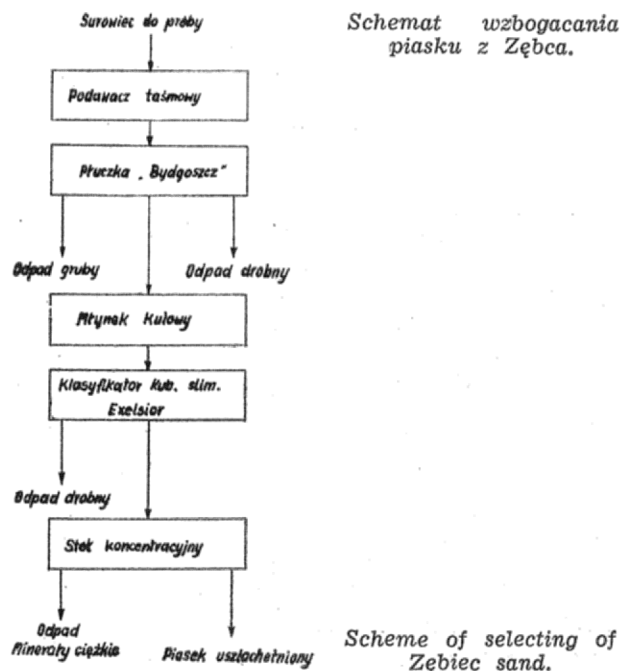 Surowiec do próby
Schemat wzbogacania
piasku z Zębca.
Podawacz taśmowy
Płuczka „Bydgoszcz"
Odpad gruby
Odpad drobny
Młynek kulowy
Klasyfikator kub. slim.
Exelsior
Odpad drobny
Stół koncentracyjny
Odpad
Minerały ciężkie
Piasek uszlachetniony
Scheme of selecting of
Zębiec sand.